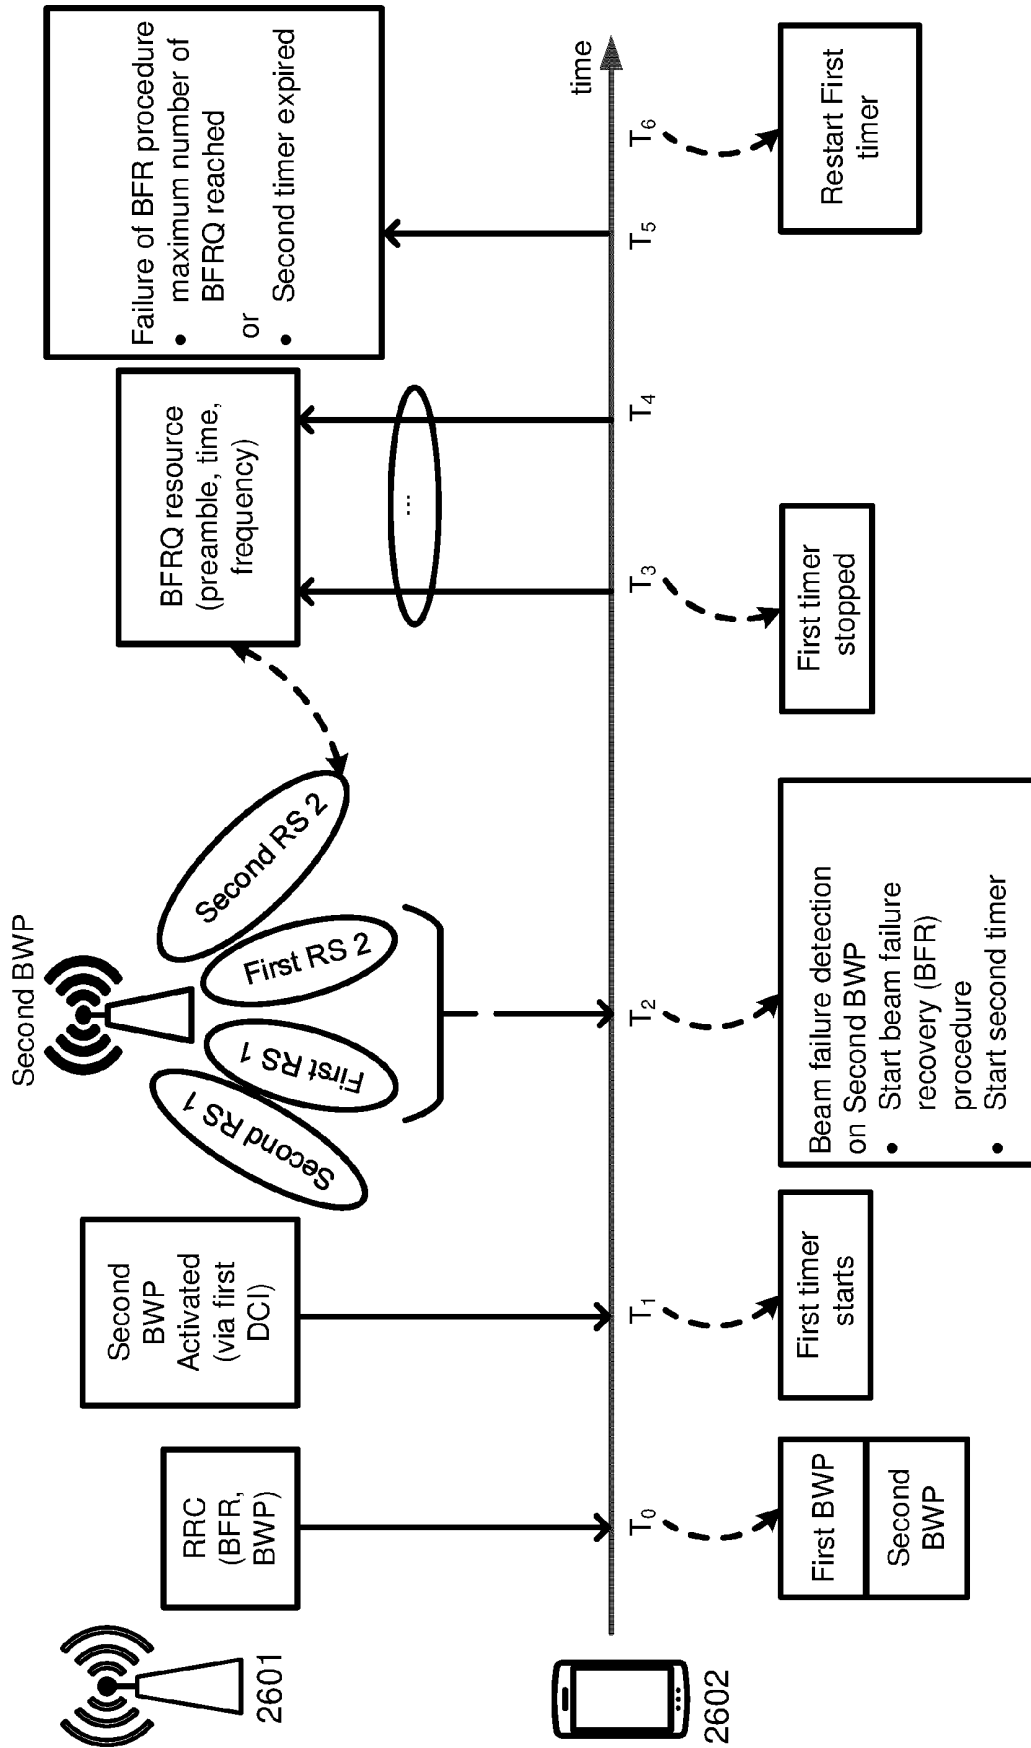 2601
RRC
(BFR,
BWP)
Second
BWP
Activated
(via first
DCI)
Second BWP
Second RS 1
First RS 1
First RS 2
Second RS 2
BFRQ resource
(preamble, time,
frequency)
...
Failure of BFR procedure
• maximum number of
BFRQ reached
or
• Second timer expired
time
2602
T0
T1
T2
T3
T4
T5
T6
First BWP
Second
BWP
First timer
starts
Beam failure detection
on Second BWP
• Start beam failure
recovery (BFR)
procedure
• Start second timer
First timer
stopped
Restart First
timer